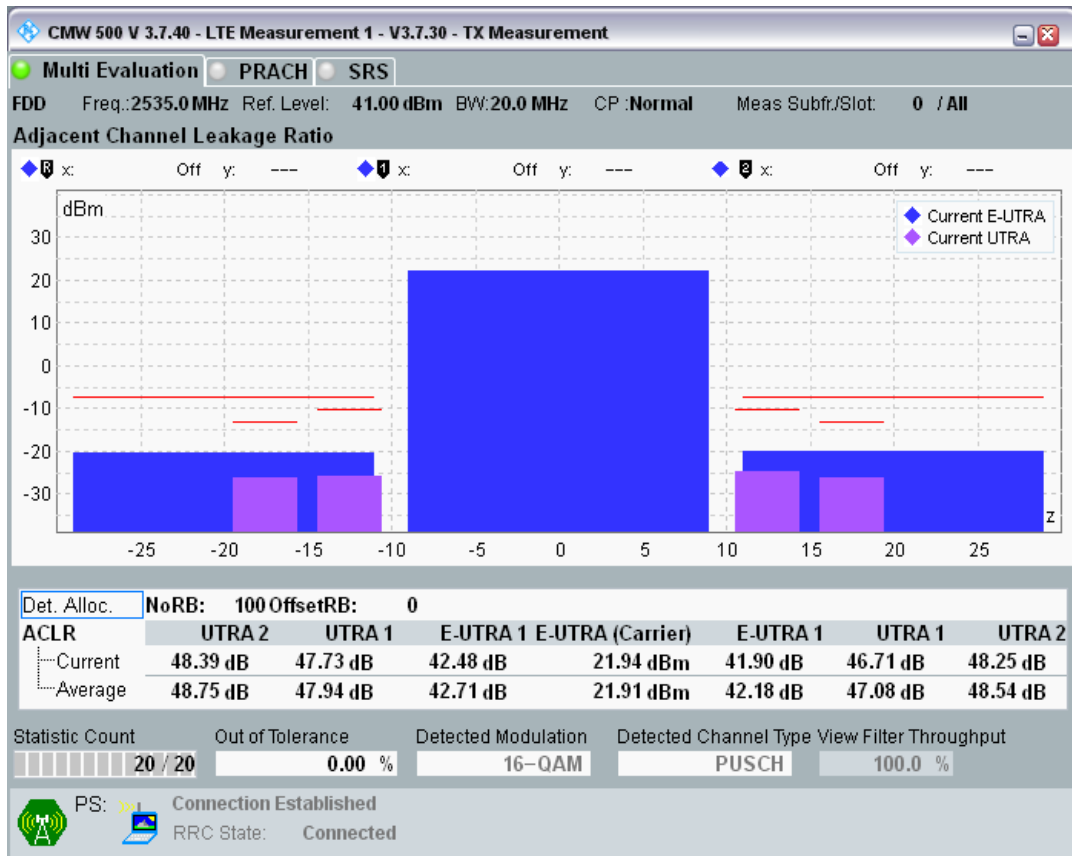 CMW 500 V 3.7.40 - LTE Measurement 1 - V3.7.30 - TX Measurement
Multi Evaluation PRACH SRS
FDD Freq.:2535.0 MHz Ref. Level: 41.00 dBm BW:20.0 MHz CP :Normal Meas Subfr./Slot: 0 / All
Adjacent Channel Leakage Ratio
R x: Off y: --- 1 x: Off y: --- 2 x: Off y: ---
dBm
Current E-UTRA
Current UTRA
30
20
10
0
-10
-20
-30
z
-25 -20 -15 -10 -5 0 5 10 15 20 25
Det. Alloc. NoRB: 100 OffsetRB: 0
ACLR UTRA 2 UTRA 1 E-UTRA 1 E-UTRA (Carrier) E-UTRA 1 UTRA 1 UTRA 2
Current 48.39 dB 47.73 dB 42.48 dB 21.94 dBm 41.90 dB 46.71 dB 48.25 dB
Average 48.75 dB 47.94 dB 42.71 dB 21.91 dBm 42.18 dB 47.08 dB 48.54 dB
Statistic Count Out of Tolerance Detected Modulation Detected Channel Type View Filter Throughput
20 / 20 0.00 % 16-QAM PUSCH 100.0 %
PS: Connection Established
RRC State: Connected